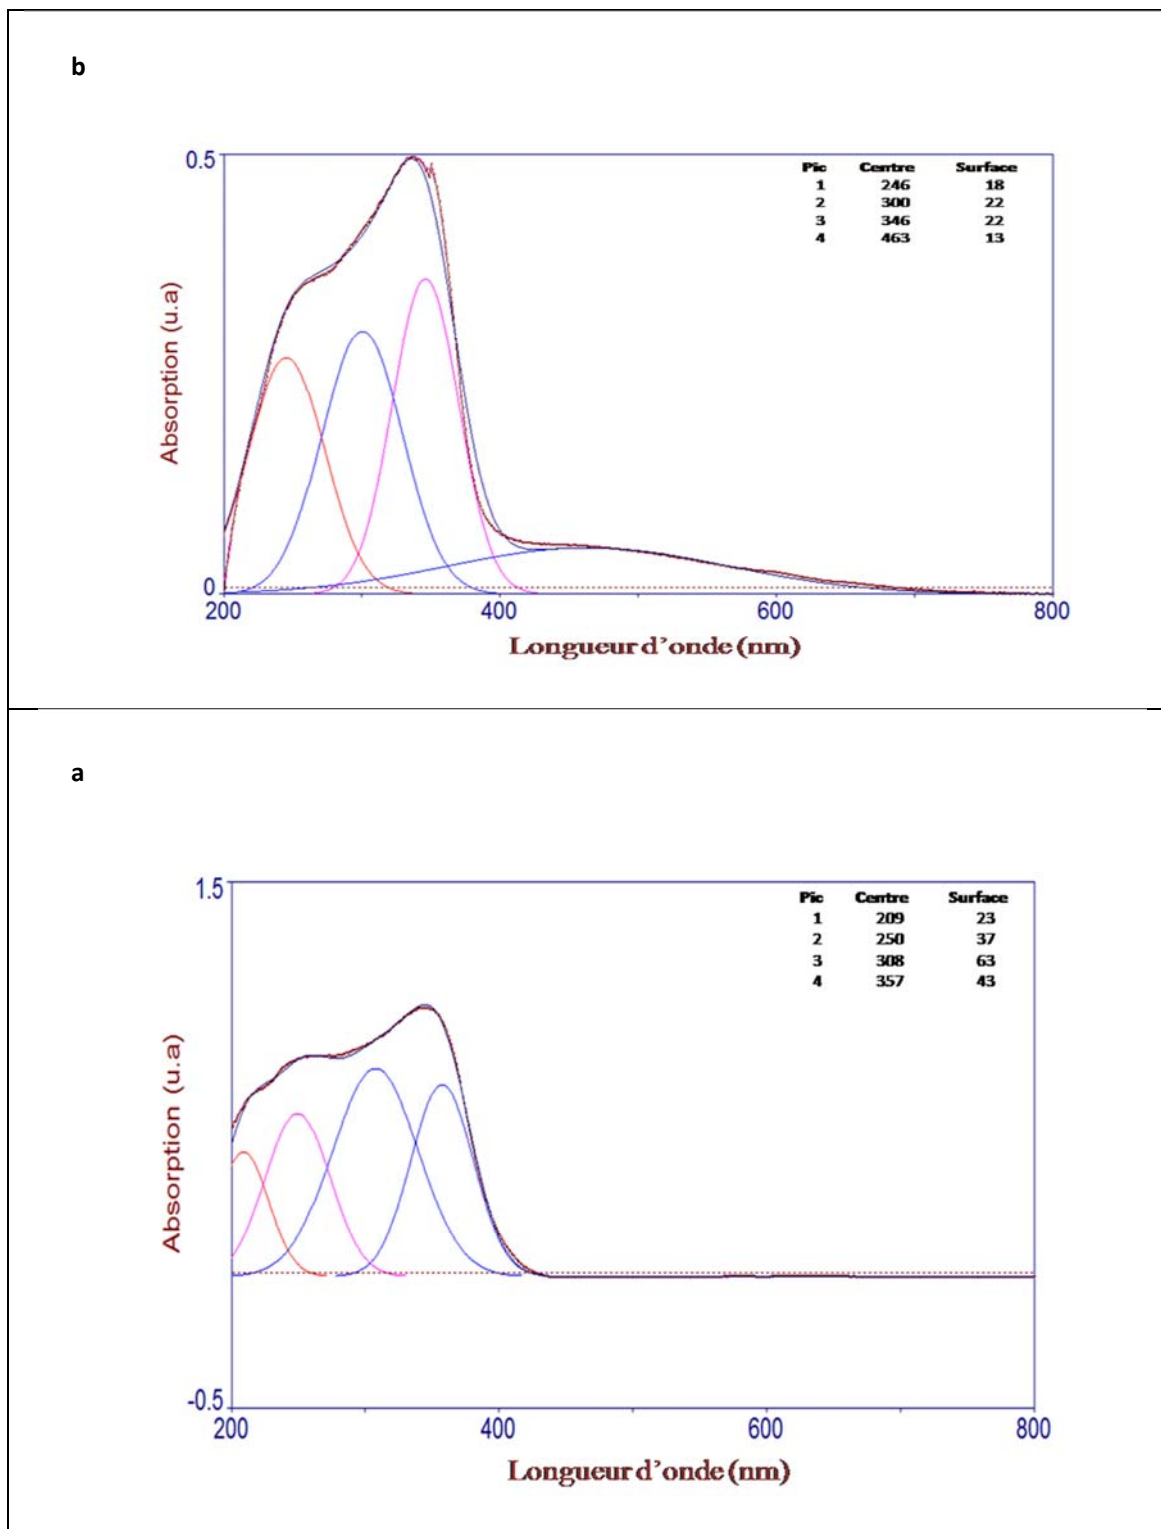 b
0.5
Pic Centre Surface
1 246 18
2 300 22
3 346 22
4 463 13
Absorption (u.a)
0
200 400 600 800
Longueur d’onde (nm)
a
1.5
Pic Centre Surface
1 209 23
2 250 37
3 308 63
4 357 43
Absorption (u.a)
-0.5
200 400 600 800
Longueur d’onde (nm)